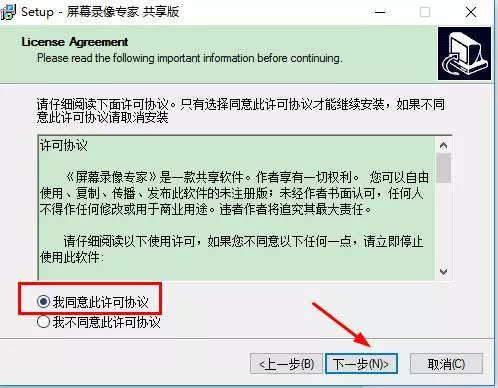 Setup - 屏幕录像专家 共享版
License Agreement
Please read the following important information before continuing.
请仔细阅读下面许可协议。只有选择同意此许可协议才能继续安装，如果不同
意此许可协议请取消安装
许可协议
《屏幕录像专家》是一款共享软件。作者享有一切权利。 您可以自由
使用、复制、传播、发布此软件的未注册版；未经作者书面认可，任何人
不得作任何修改或用于商业用途。违者作者将追究其最大责任。
请仔细阅读以下使用许可，如果您不同意以下任何一点，请立即停止
使用此软件:
我同意此许可协议
我不同意此许可协议
<上一步(B)
下一步(N)>
取消(C)